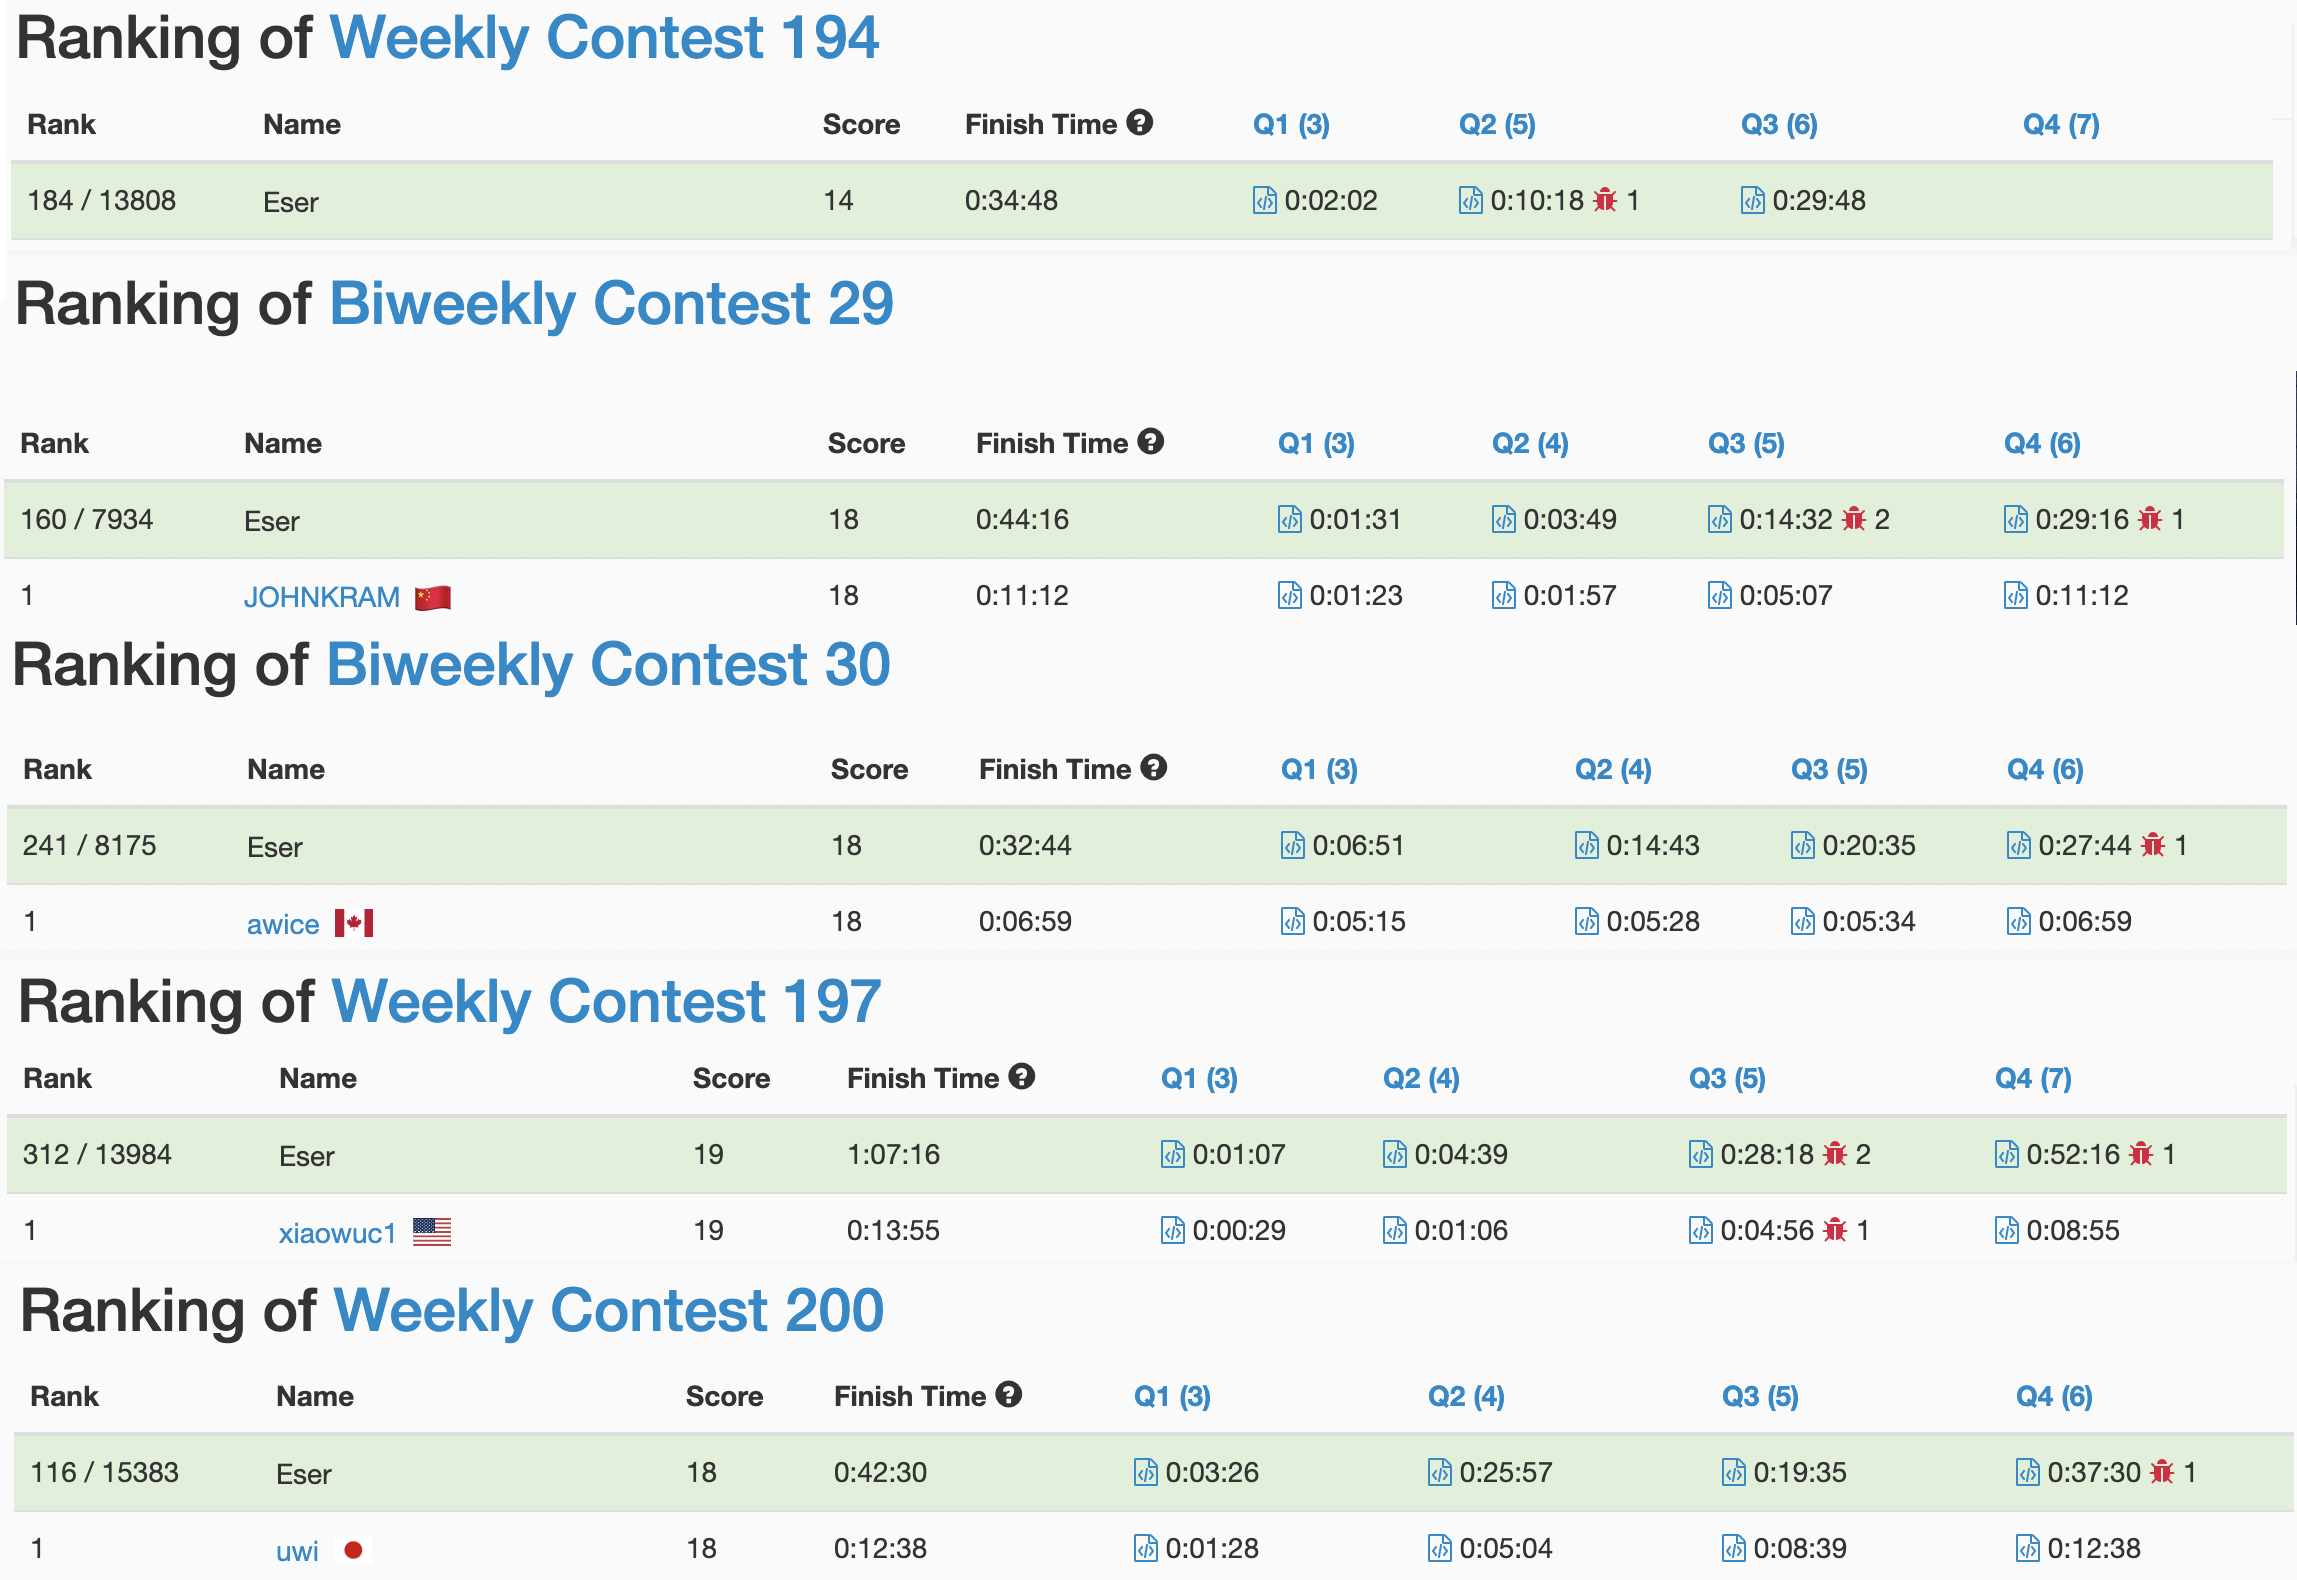 Ranking of Weekly Contest 194
Rank Name Score Finish Time Q1 (3) Q2 (5) Q3 (6) Q4 (7)
184 / 13808 Eser 14 0:34:48 0:02:02 0:10:18 1 0:29:48
Ranking of Biweekly Contest 29
Rank Name Score Finish Time Q1 (3) Q2 (4) Q3 (5) Q4 (6)
160 / 7934 Eser 18 0:44:16 0:01:31 0:03:49 0:14:32 2 0:29:16 1
1 JOHNKRAM 18 0:11:12 0:01:23 0:01:57 0:05:07 0:11:12
Ranking of Biweekly Contest 30
Rank Name Score Finish Time Q1 (3) Q2 (4) Q3 (5) Q4 (6)
241 / 8175 Eser 18 0:32:44 0:06:51 0:14:43 0:20:35 0:27:44 1
1 awice 18 0:06:59 0:05:15 0:05:28 0:05:34 0:06:59
Ranking of Weekly Contest 197
Rank Name Score Finish Time Q1 (3) Q2 (4) Q3 (5) Q4 (7)
312 / 13984 Eser 19 1:07:16 0:01:07 0:04:39 0:28:18 2 0:52:16 1
1 xiaowuc1 19 0:13:55 0:00:29 0:01:06 0:04:56 1 0:08:55
Ranking of Weekly Contest 200
Rank Name Score Finish Time Q1 (3) Q2 (4) Q3 (5) Q4 (6)
116 / 15383 Eser 18 0:42:30 0:03:26 0:25:57 0:19:35 0:37:30 1
1 uwi 18 0:12:38 0:01:28 0:05:04 0:08:39 0:12:38